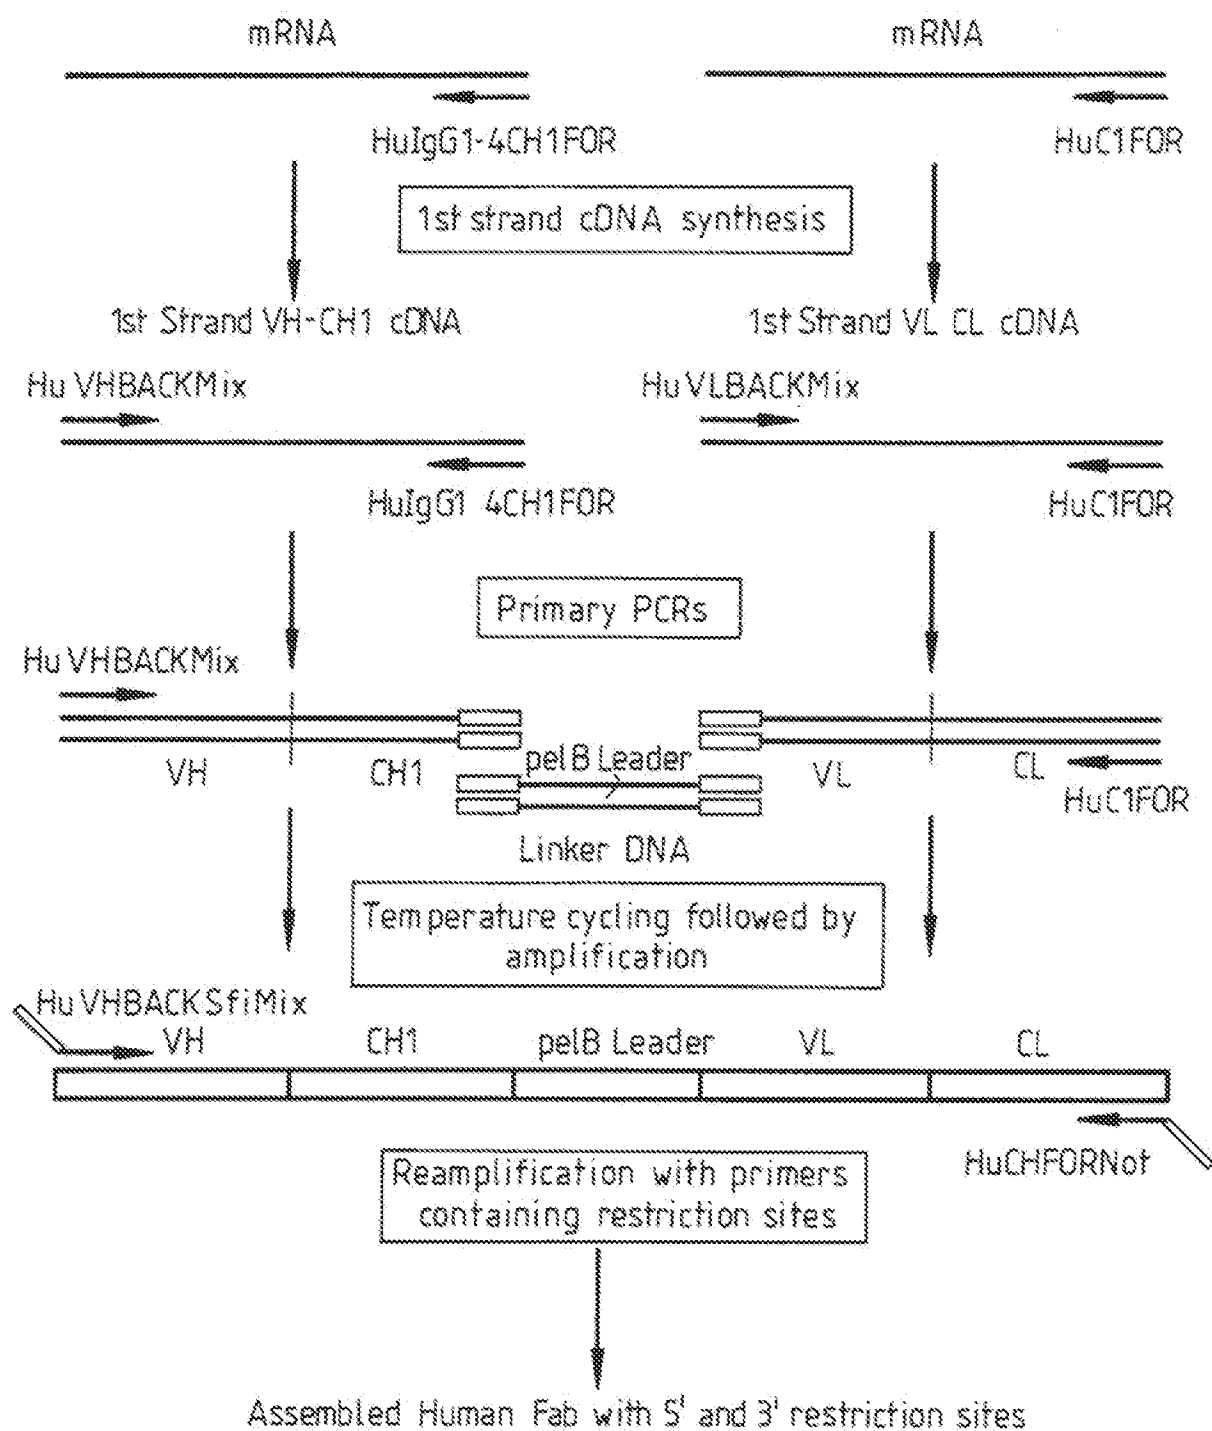 mRNA
mRNA
HuIgG1-4CH1FOR
HuC1FOR
1st strand cDNA synthesis
1st Strand VH-CH1 cDNA
1st Strand VL CL cDNA
Hu VHBACKMix
Hu VLBACKMix
HuIgG1 4CH1FOR
HuC1FOR
Primary PCRs
Hu VHBACKMix
VH
CH1
pelB Leader
VL
CL
HuC1FOR
Linker DNA
Temperature cycling followed by
amplification
Hu VHBACKSfiMix
VH
CH1
pelB Leader
VL
CL
HuCHFORNot
Reamplification with primers
containing restriction sites
Assembled Human Fab with 5' and 3' restriction sites